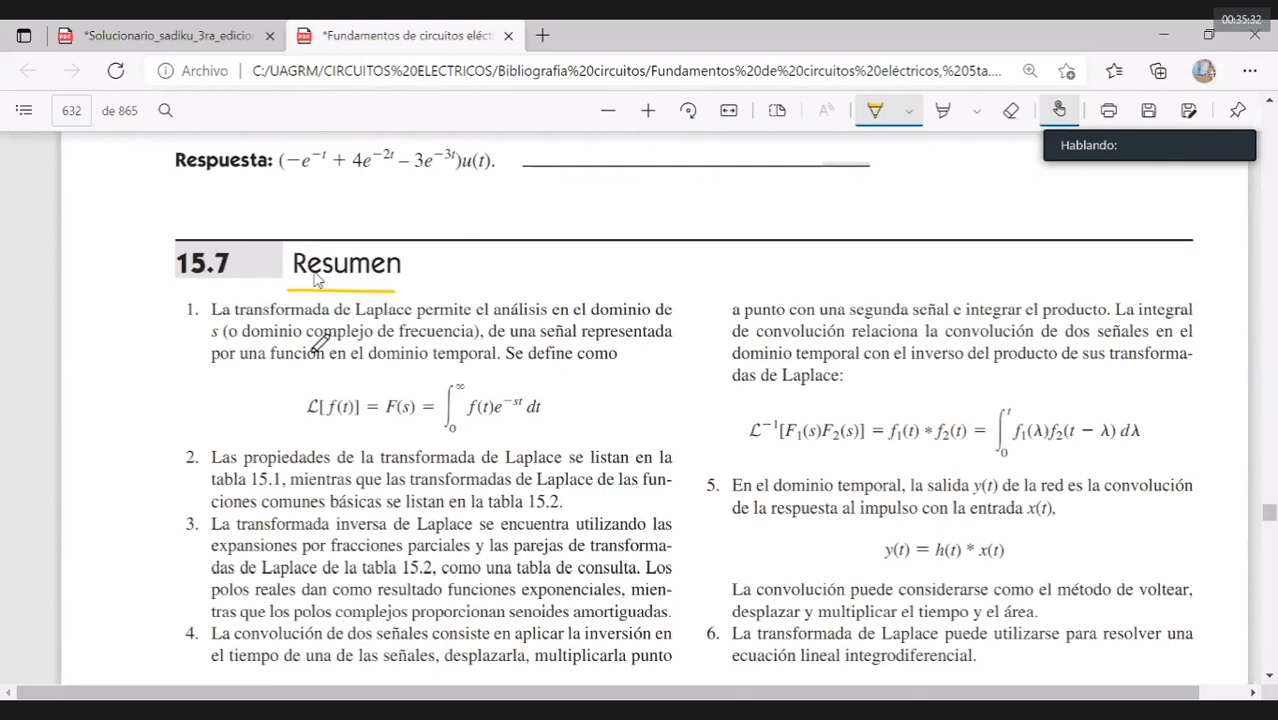 00:35:32
*Solucionario_sadiku_3ra_edicion
*Fundamentos de circuitos eléct
Archivo
C:/UAGRM/CIRCUITOS%20ELECTRICOS/Bibliografia%20circuitos/Fundamentos%20de%20circuitos%20eléctricos,%205ta....
632 de 865
Hablando:
Respuesta: (−e⁻ᵗ + 4e⁻²ᵗ − 3e⁻³ᵗ)u(t).
15.7 Resumen
1. La transformada de Laplace permite el análisis en el dominio de
s (o dominio complejo de frecuencia), de una señal representada
por una función en el dominio temporal. Se define como
ℒ[f(t)] = F(s) = ∫₀^∞ f(t)e⁻ˢᵗ dt
2. Las propiedades de la transformada de Laplace se listan en la
tabla 15.1, mientras que las transformadas de Laplace de las fun-
ciones comunes básicas se listan en la tabla 15.2.
3. La transformada inversa de Laplace se encuentra utilizando las
expansiones por fracciones parciales y las parejas de transforma-
das de Laplace de la tabla 15.2, como una tabla de consulta. Los
polos reales dan como resultado funciones exponenciales, mien-
tras que los polos complejos proporcionan senoides amortiguadas.
4. La convolución de dos señales consiste en aplicar la inversión en
el tiempo de una de las señales, desplazarla, multiplicarla punto
a punto con una segunda señal e integrar el producto. La integral
de convolución relaciona la convolución de dos señales en el
dominio temporal con el inverso del producto de sus transforma-
das de Laplace:
ℒ⁻¹[F₁(s)F₂(s)] = f₁(t) * f₂(t) = ∫₀^t f₁(λ)f₂(t − λ) dλ
5. En el dominio temporal, la salida y(t) de la red es la convolución
de la respuesta al impulso con la entrada x(t),
y(t) = h(t) * x(t)
La convolución puede considerarse como el método de voltear,
desplazar y multiplicar el tiempo y el área.
6. La transformada de Laplace puede utilizarse para resolver una
ecuación lineal integrodiferencial.